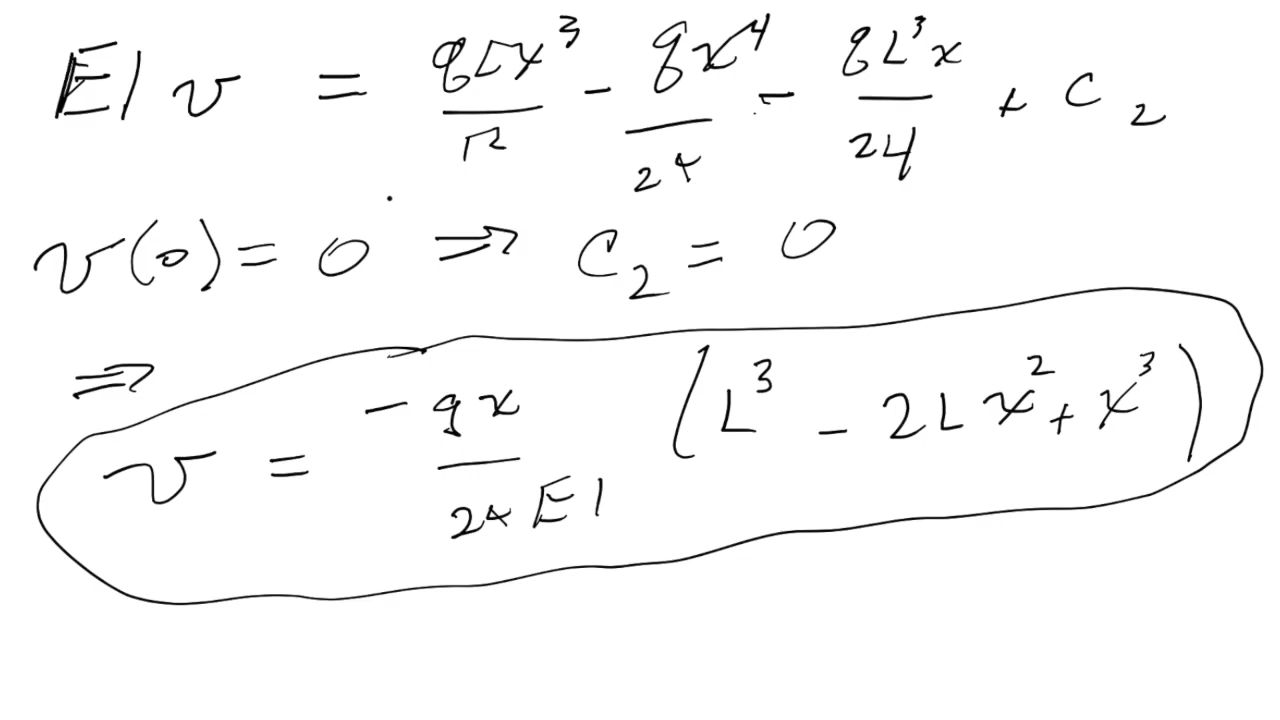 EI v = qLx³/12 - qx⁴/24 - qL³x/24 + C₂
v(0) = 0 ⇒ C₂ = 0
⇒ v = -qx/24EI (L³ - 2Lx² + x³)